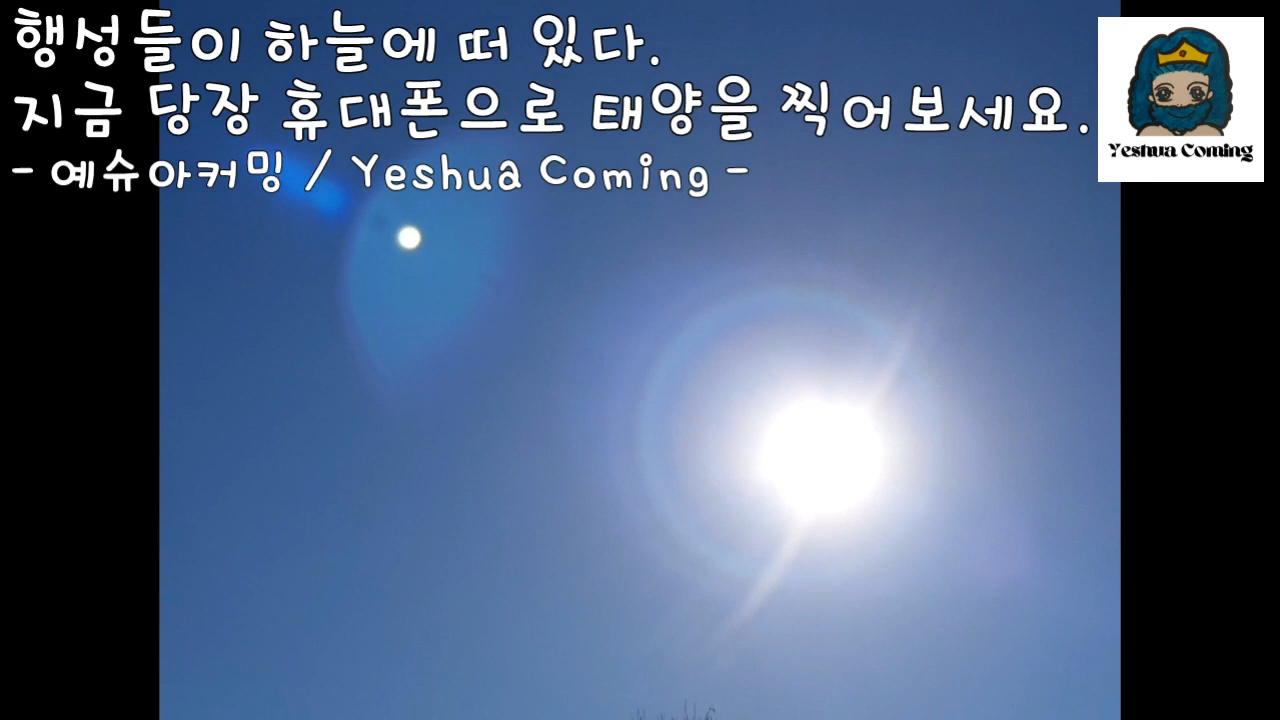 행성들이 하늘에 떠 있다.
지금 당장 휴대폰으로 태양을 찍어보세요.
- 예슈아커밍 / Yeshua Coming -
Yeshua Coming